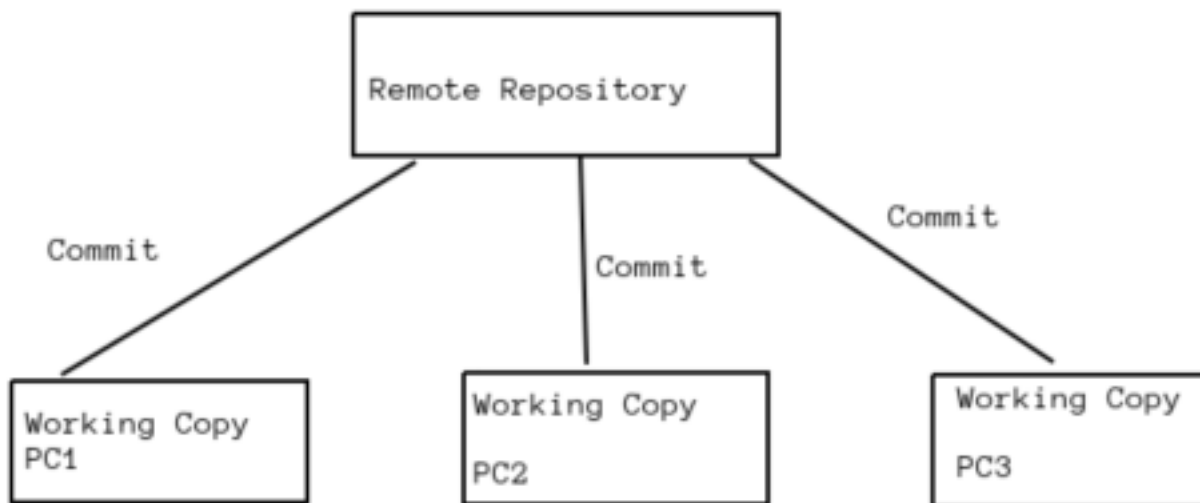 Remote Repository
Commit
Commit
Commit
Working Copy
PC1
Working Copy
PC2
Working Copy
PC3